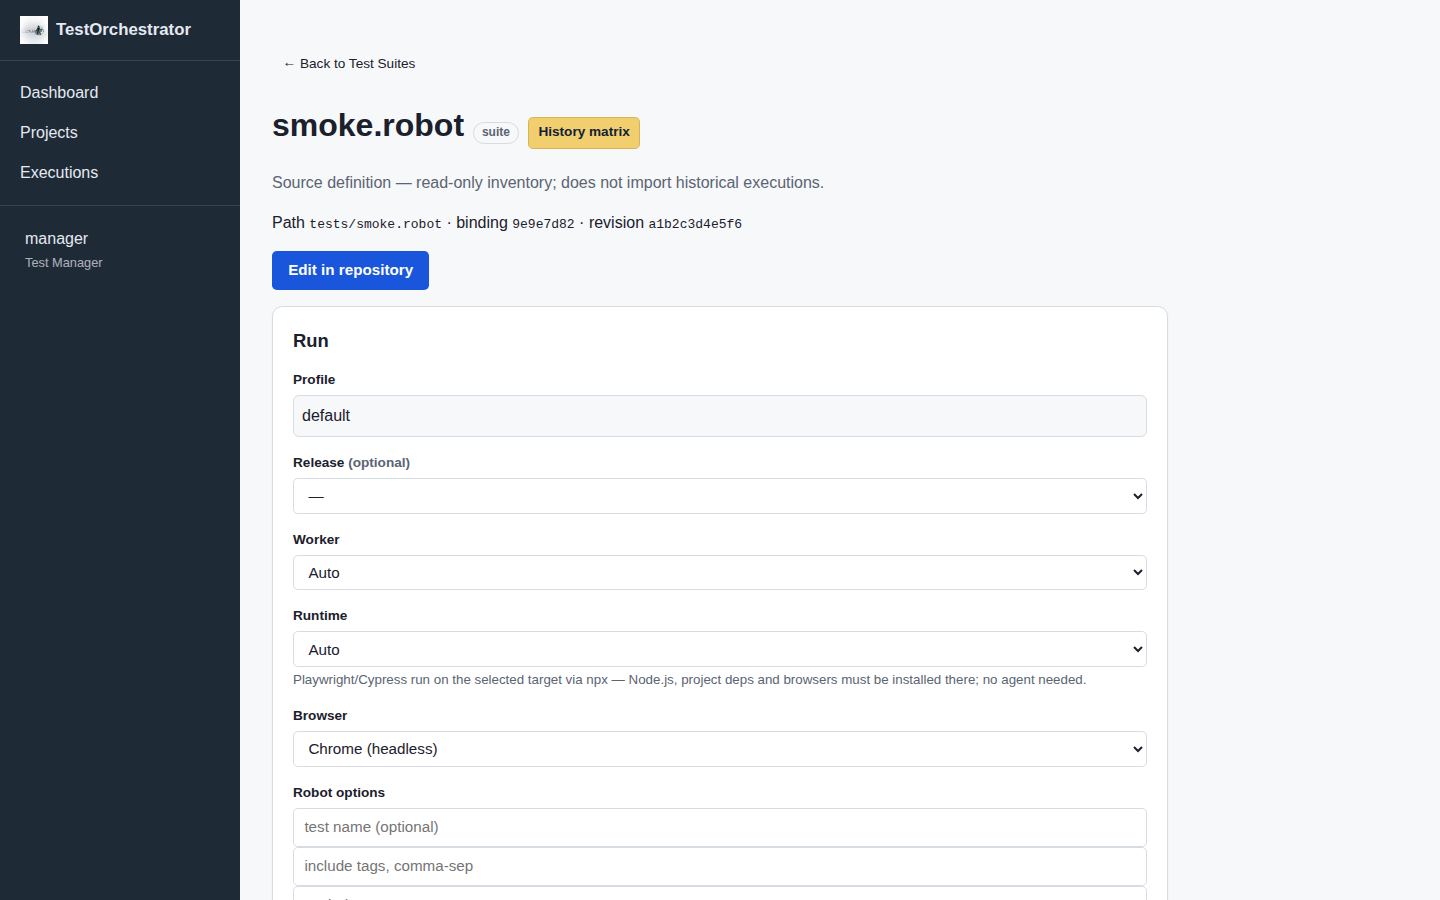 TestOrchestrator
Dashboard
Projects
Executions
manager
Test Manager
← Back to Test Suites
smoke.robot suite History matrix
Source definition — read-only inventory; does not import historical executions.
Path tests/smoke.robot · binding 9e9e7d82 · revision a1b2c3d4e5f6
Edit in repository
Run
Profile
default
Release (optional)
—
Worker
Auto
Runtime
Auto
Playwright/Cypress run on the selected target via npx — Node.js, project deps and browsers must be installed there; no agent needed.
Browser
Chrome (headless)
Robot options
test name (optional)
include tags, comma-sep